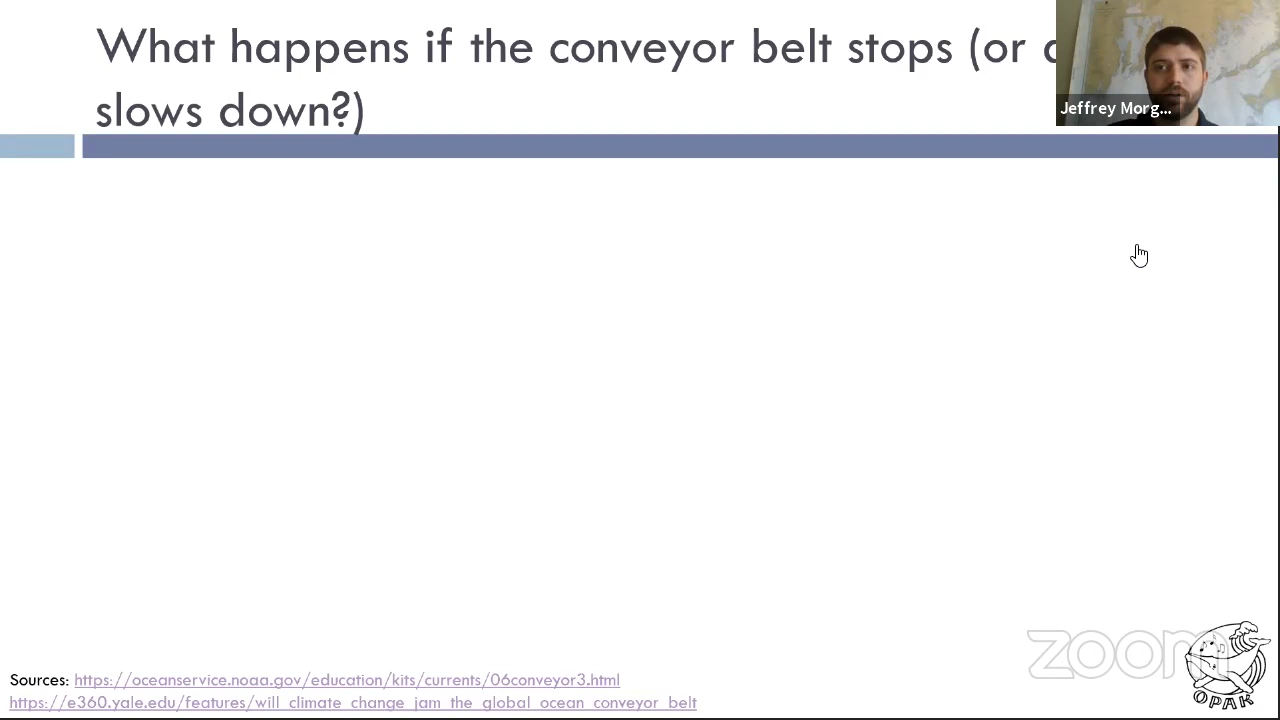 What happens if the conveyor belt stops (or
slows down?)
Jeffrey Morg...
zoom
OPAK
Sources: https://oceanservice.noaa.gov/education/kits/currents/06conveyor3.html
https://e360.yale.edu/features/will_climate_change_jam_the_global_ocean_conveyor_belt